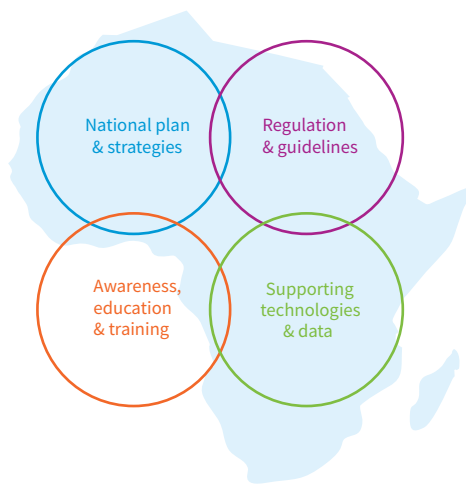 National plan
& strategies
Regulation
& guidelines
Awareness,
education
& training
Supporting
technologies
& data